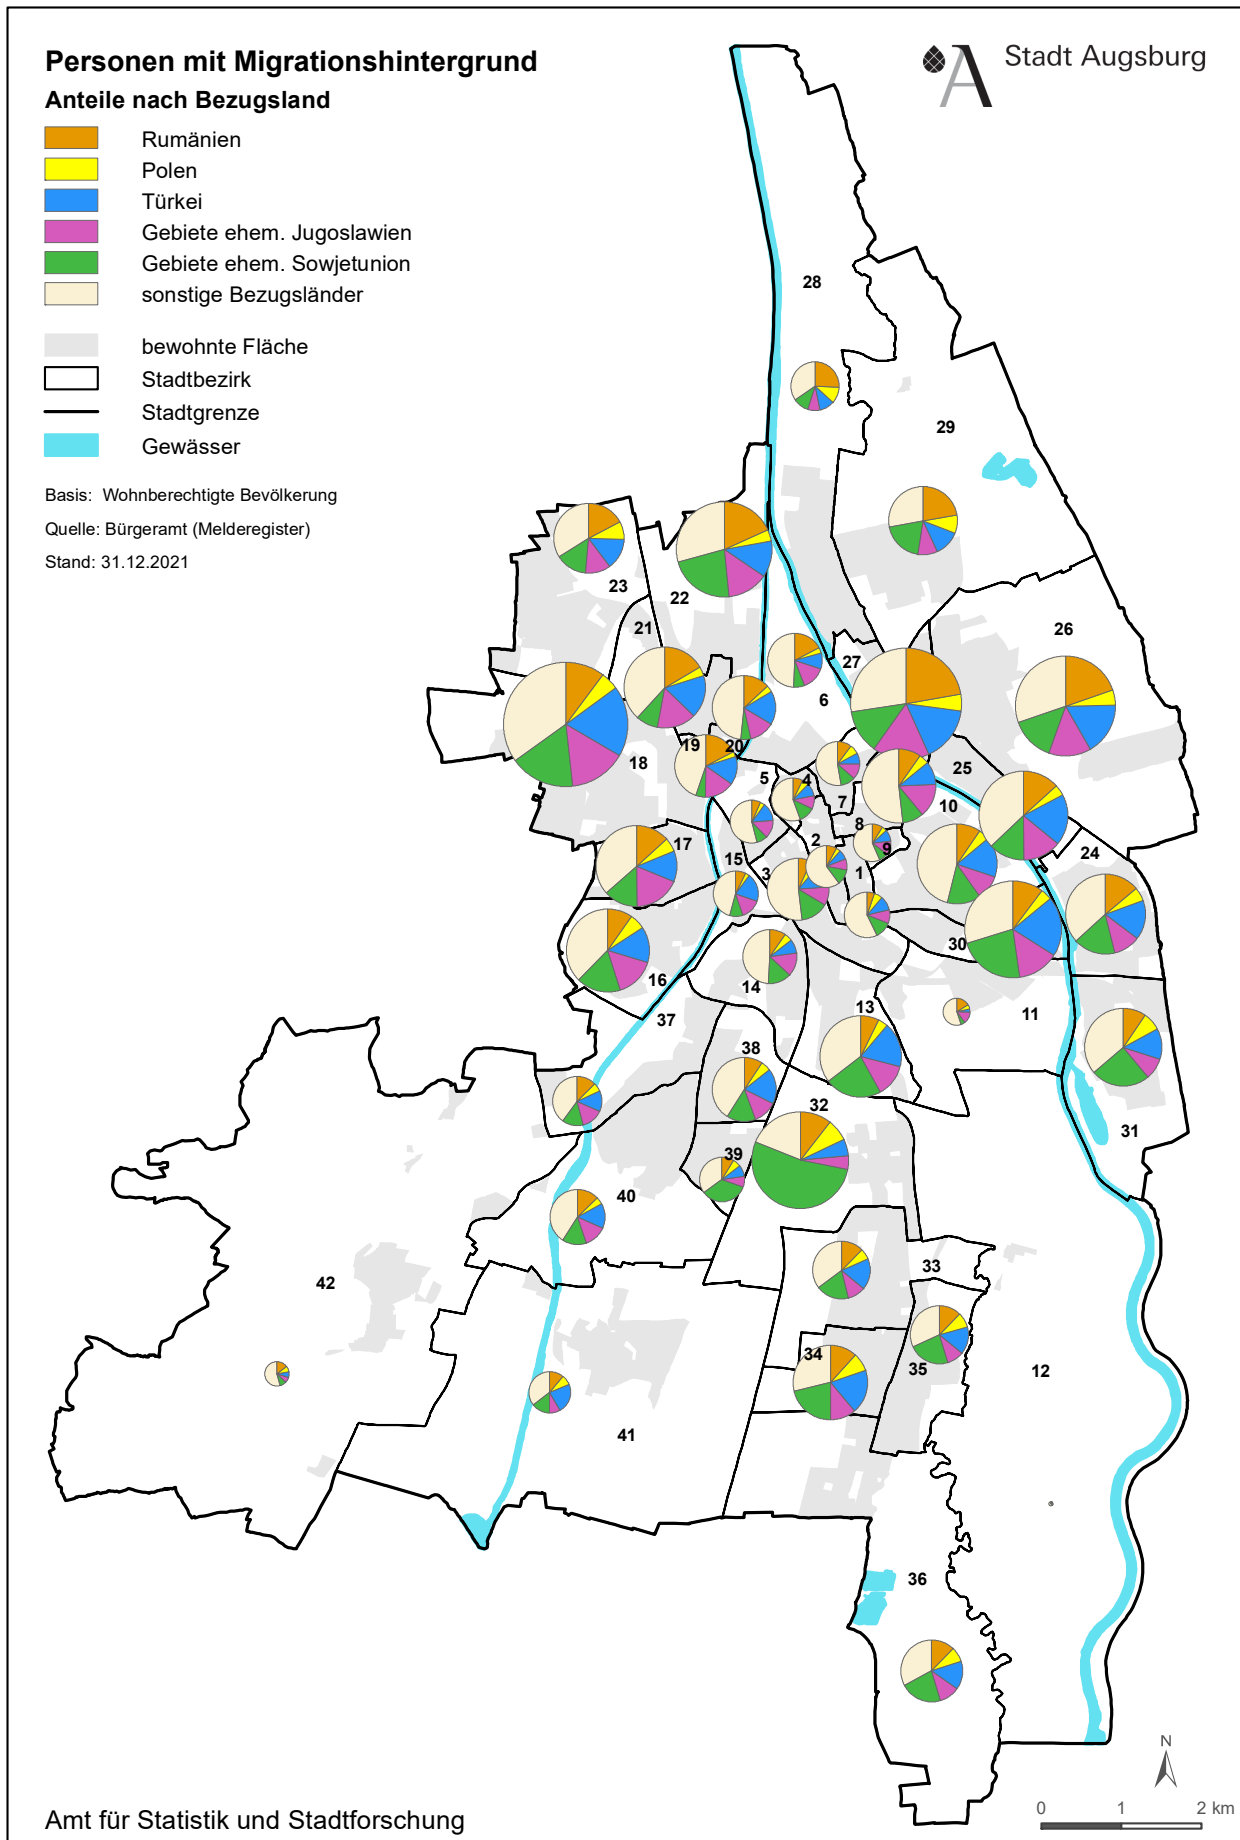 Personen mit Migrationshintergrund
Anteile nach Bezugsland
Rumänien
Polen
Türkei
Gebiete ehem. Jugoslawien
Gebiete ehem. Sowjetunion
sonstige Bezugsländer
bewohnte Fläche
Stadtbezirk
Stadtgrenze
Gewässer
Basis: Wohnberechtigte Bevölkerung
Quelle: Bürgeramt (Melderegister)
Stand: 31.12.2021
A Stadt Augsburg
28
29
23
22
21
26
27
6
19
20
18
5
4
7
25
10
8
2
9
17
15
3
1
24
30
16
14
37
13
11
38
32
31
39
40
33
42
34
35
12
41
36
N
0 1 2 km
Amt für Statistik und Stadtforschung